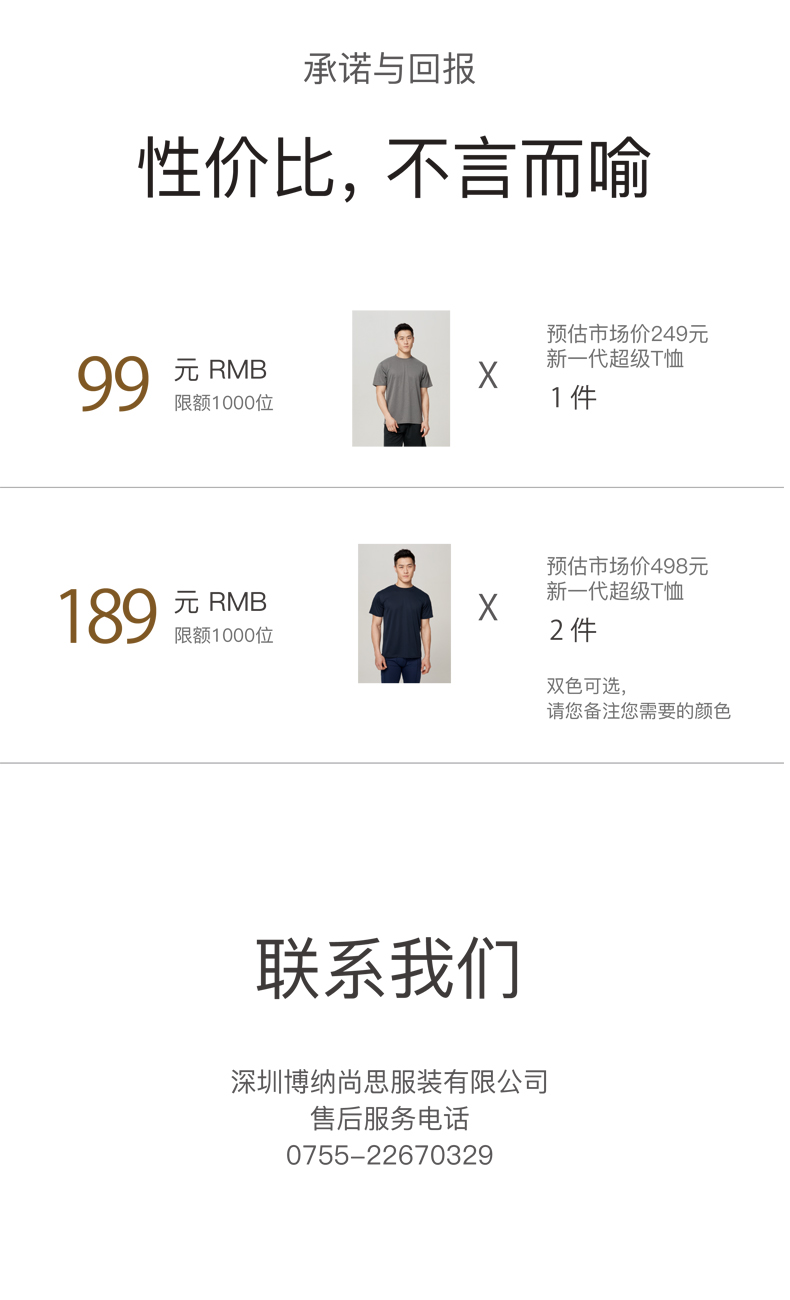 承诺与回报
性价比，不言而喻
99
元 RMB
限额1000位
X
预估市场价249元
新一代超级T恤
1 件
189
元 RMB
限额1000位
X
预估市场价498元
新一代超级T恤
2 件
双色可选，
请您备注您需要的颜色
联系我们
深圳博纳尚思服装有限公司
售后服务电话
0755-22670329